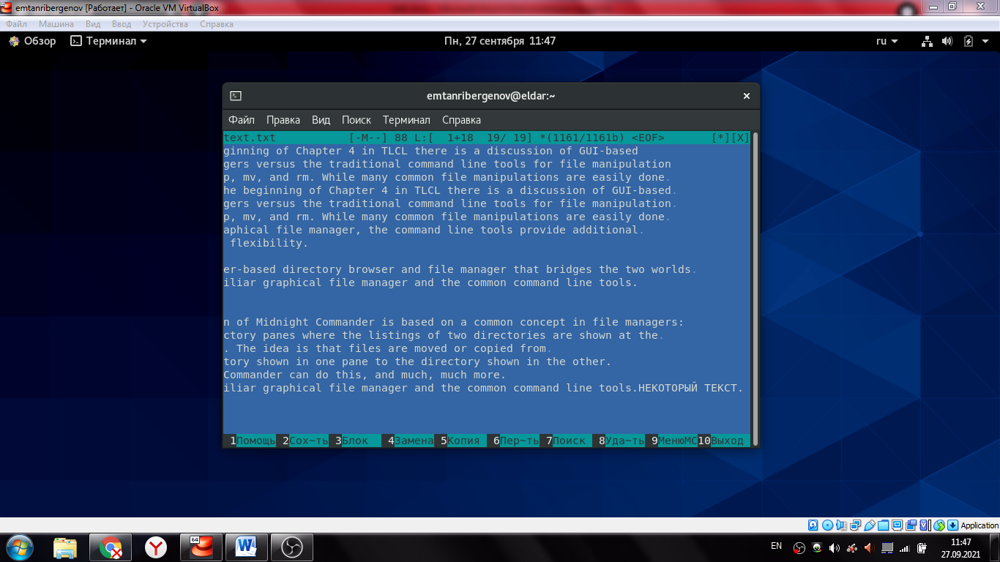 emtanribergenov [Работает] - Oracle VM VirtualBox
Файл Машина Вид Ввод Устройства Справка
Обзор Терминал Пн, 27 сентября 11:47 ru
emtanribergenov@eldar:~
Файл Правка Вид Поиск Терминал Справка
text.txt [-M--] 88 L:[ 1+18 19/ 19] *(1161/1161b) <EOF> [*][X]
ginning of Chapter 4 in TLCL there is a discussion of GUI-based
gers versus the traditional command line tools for file manipulation
p, mv, and rm. While many common file manipulations are easily done.
he beginning of Chapter 4 in TLCL there is a discussion of GUI-based.
gers versus the traditional command line tools for file manipulation.
p, mv, and rm. While many common file manipulations are easily done.
aphical file manager, the command line tools provide additional.
flexibility.
er-based directory browser and file manager that bridges the two worlds.
iliar graphical file manager and the common command line tools.
n of Midnight Commander is based on a common concept in file managers:
ctory panes where the listings of two directories are shown at the.
. The idea is that files are moved or copied from.
tory shown in one pane to the directory shown in the other.
Commander can do this, and much, much more.
iliar graphical file manager and the common command line tools.НЕКОТОРЫЙ ТЕКСТ.
1Помощь 2Сох~ть 3Блок 4Замена 5Копия 6Пер~ть 7Поиск 8Уда~ть 9МенюMC 10Выход
Application
64
EN 11:47
27.09.2021